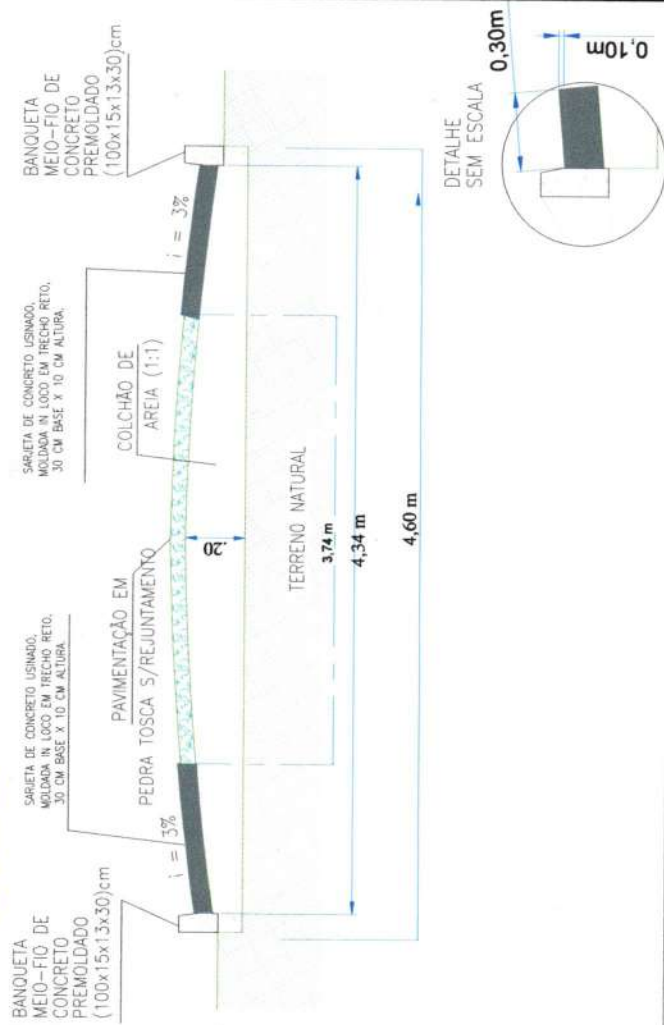 BANQUETA
MEIO-FIO DE
CONCRETO
PREMOLDADO
(100x15x13x30)cm
SARJETA DE CONCRETO USINADO,
MOLDADA IN LOCO EM TRECHO RETO,
30 CM BASE X 10 CM ALTURA.
i = 3%
PAVIMENTAÇÃO EM
PEDRA TOSCA S/REJUNTAMENTO
.20
SARJETA DE CONCRETO USINADO,
MOLDADA IN LOCO EM TRECHO RETO,
30 CM BASE X 10 CM ALTURA.
COLCHÃO DE
AREIA (1:1)
i = 3%
BANQUETA
MEIO-FIO DE
CONCRETO
PREMOLDADO
(100x15x13x30)cm
TERRENO NATURAL
3,74 m
4,34 m
4,60 m
DETALHE
SEM ESCALA
0,30m
0,10m